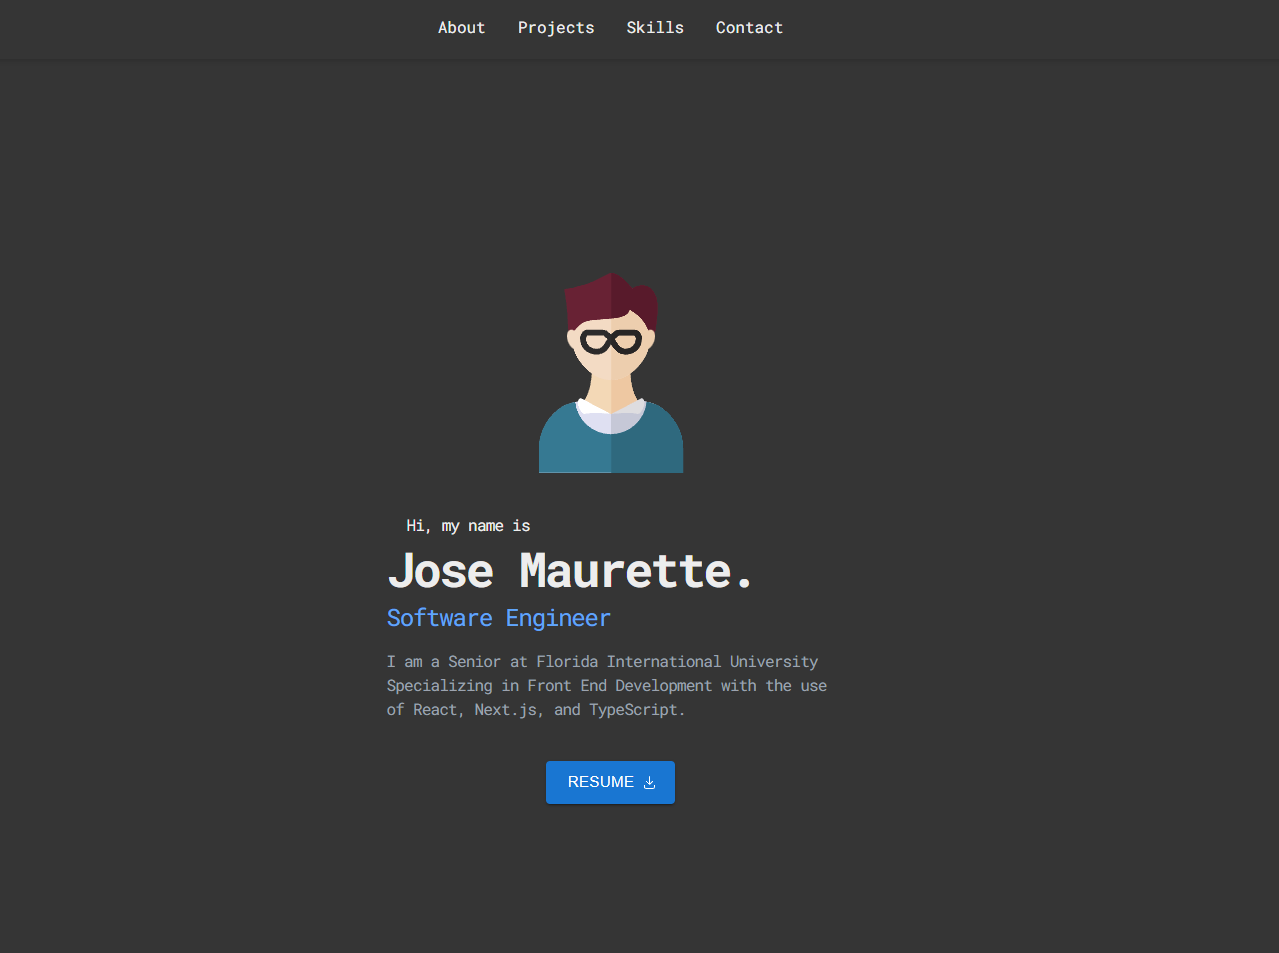 About Projects Skills Contact
Hi, my name is
Jose Maurette.
Software Engineer
I am a Senior at Florida International University
Specializing in Front End Development with the use
of React, Next.js, and TypeScript.
RESUME